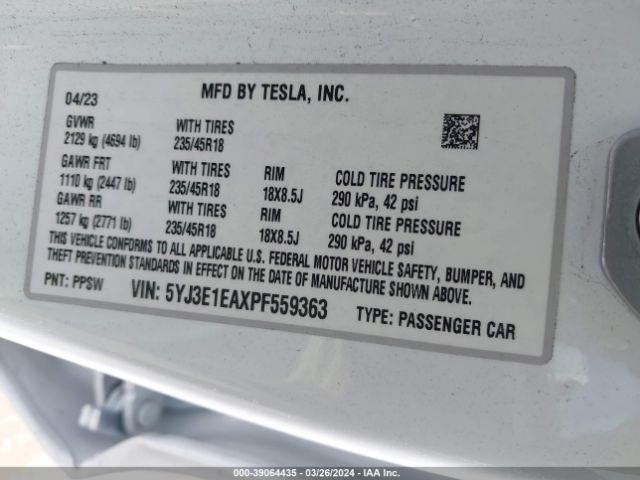 04/23 MFD BY TESLA, INC.
GVWR
2129 kg (4694 lb)
WITH TIRES
235/45R18
GAWR FRT
1110 kg (2447 lb)
WITH TIRES
235/45R18
RIM
18X8.5J
COLD TIRE PRESSURE
290 kPa, 42 psi
GAWR RR
1257 kg (2771 lb)
WITH TIRES
235/45R18
RIM
18X8.5J
COLD TIRE PRESSURE
290 kPa, 42 psi
THIS VEHICLE CONFORMS TO ALL APPLICABLE U.S. FEDERAL MOTOR VEHICLE SAFETY, BUMPER, AND
THEFT PREVENTION STANDARDS IN EFFECT ON THE DATE OF MANUFACTURE SHOWN ABOVE.
PNT: PPSW VIN: 5YJ3E1EAXPF559363 TYPE: PASSENGER CAR
000-39064435 - 03/26/2024 - IAA Inc.